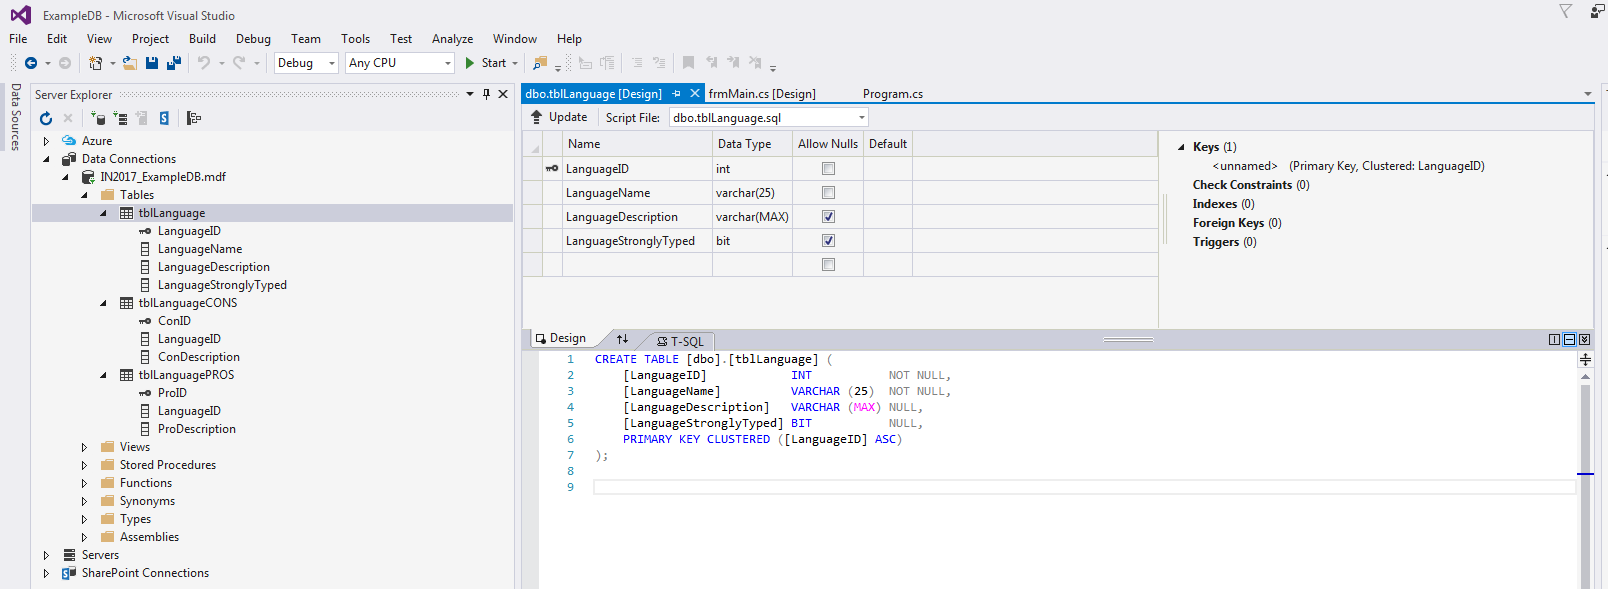 ExampleDB - Microsoft Visual Studio
File Edit View Project Build Debug Team Tools Test Analyze Window Help
Debug Any CPU Start
Data Sources
Server Explorer
Azure
Data Connections
IN2017_ExampleDB.mdf
Tables
tblLanguage
LanguageID
LanguageName
LanguageDescription
LanguageStronglyTyped
tblLanguageCONS
ConID
LanguageID
ConDescription
tblLanguagePROS
ProID
LanguageID
ProDescription
Views
Stored Procedures
Functions
Synonyms
Types
Assemblies
Servers
SharePoint Connections
dbo.tblLanguage [Design] frmMain.cs [Design] Program.cs
Update Script File: dbo.tblLanguage.sql
Name Data Type Allow Nulls Default
LanguageID int
LanguageName varchar(25)
LanguageDescription varchar(MAX)
LanguageStronglyTyped bit
Keys (1)
<unnamed> (Primary Key, Clustered: LanguageID)
Check Constraints (0)
Indexes (0)
Foreign Keys (0)
Triggers (0)
Design T-SQL
1 CREATE TABLE [dbo].[tblLanguage] (
2 [LanguageID] INT NOT NULL,
3 [LanguageName] VARCHAR (25) NOT NULL,
4 [LanguageDescription] VARCHAR (MAX) NULL,
5 [LanguageStronglyTyped] BIT NULL,
6 PRIMARY KEY CLUSTERED ([LanguageID] ASC)
7 );
8
9